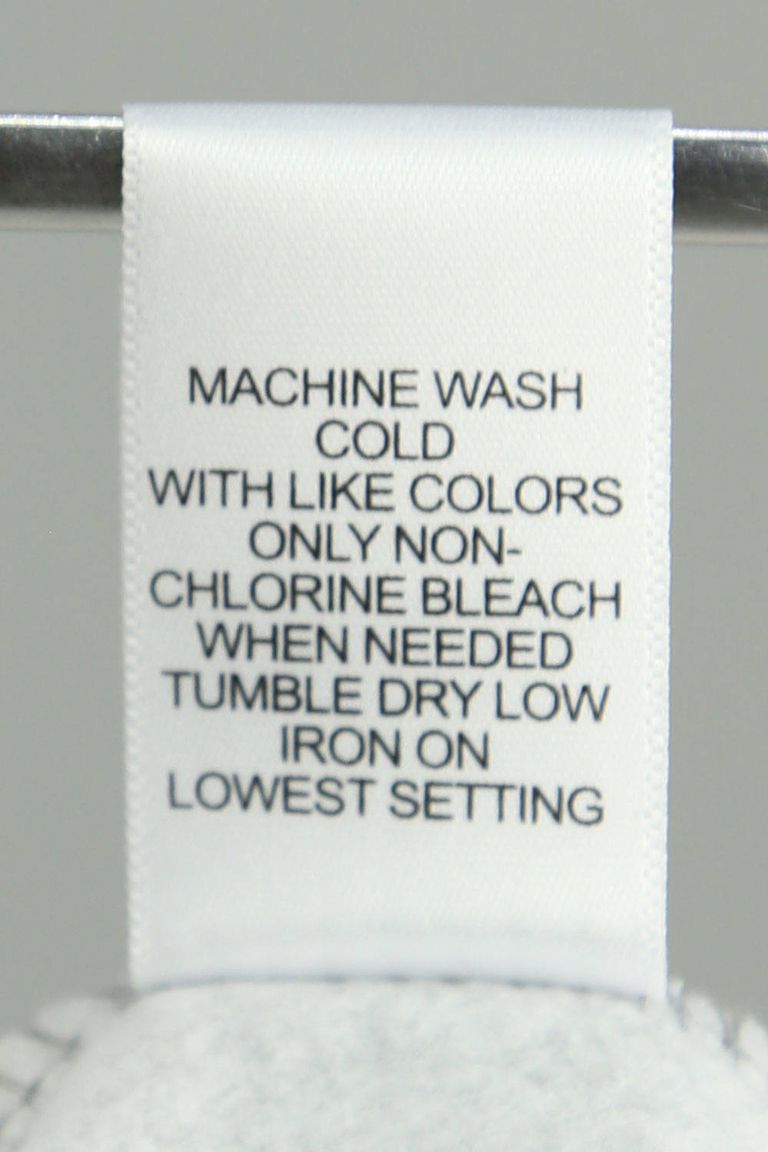 MACHINE WASH
COLD
WITH LIKE COLORS
ONLY NON-
CHLORINE BLEACH
WHEN NEEDED
TUMBLE DRY LOW
IRON ON
LOWEST SETTING